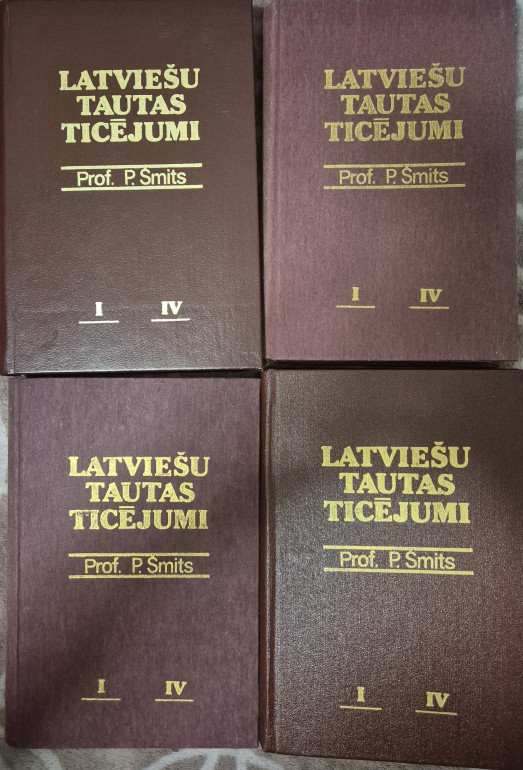 LATVIEŠU
TAUTAS
TICĒJUMI
Prof. P. Šmits
I IV
LATVIEŠU
TAUTAS
TICĒJUMI
Prof. P. Šmits
I IV
LATVIEŠU
TAUTAS
TICĒJUMI
Prof. P. Šmits
I IV
LATVIEŠU
TAUTAS
TICĒJUMI
Prof. P. Šmits
I IV